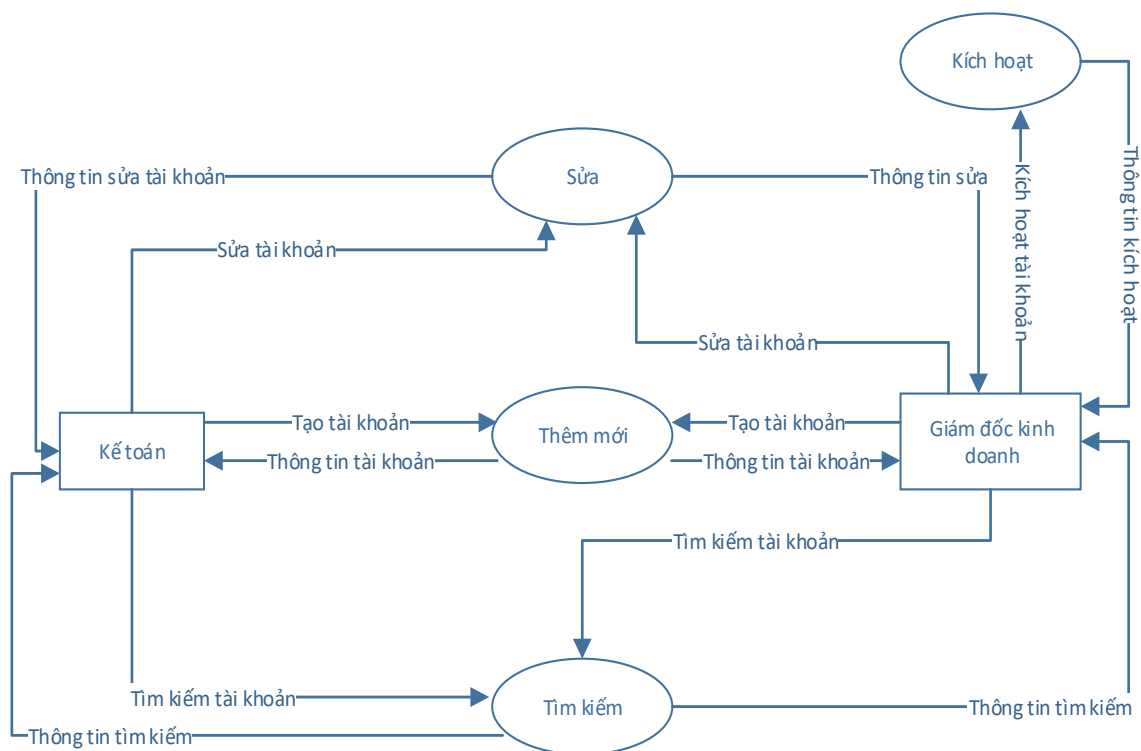 Kích hoạt
Thông tin sửa tài khoản
Sửa
Thông tin sửa
Thông tin kích hoạt
Kích hoạt tài khoản
Sửa tài khoản
Sửa tài khoản
Kế toán
Tạo tài khoản
Thêm mới
Tạo tài khoản
Giám đốc kinh
doanh
Thông tin tài khoản
Thông tin tài khoản
Tìm kiếm tài khoản
Tìm kiếm tài khoản
Tìm kiếm
Thông tin tìm kiếm
Thông tin tìm kiếm